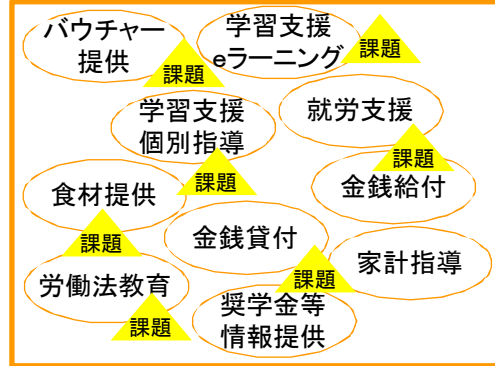 バウチャー
提供
課題
学習支援
eラーニング
課題
学習支援
個別指導
課題
就労支援
課題
金銭給付
食材提供
課題
金銭貸付
課題
家計指導
労働法教育
課題
奨学金等
情報提供